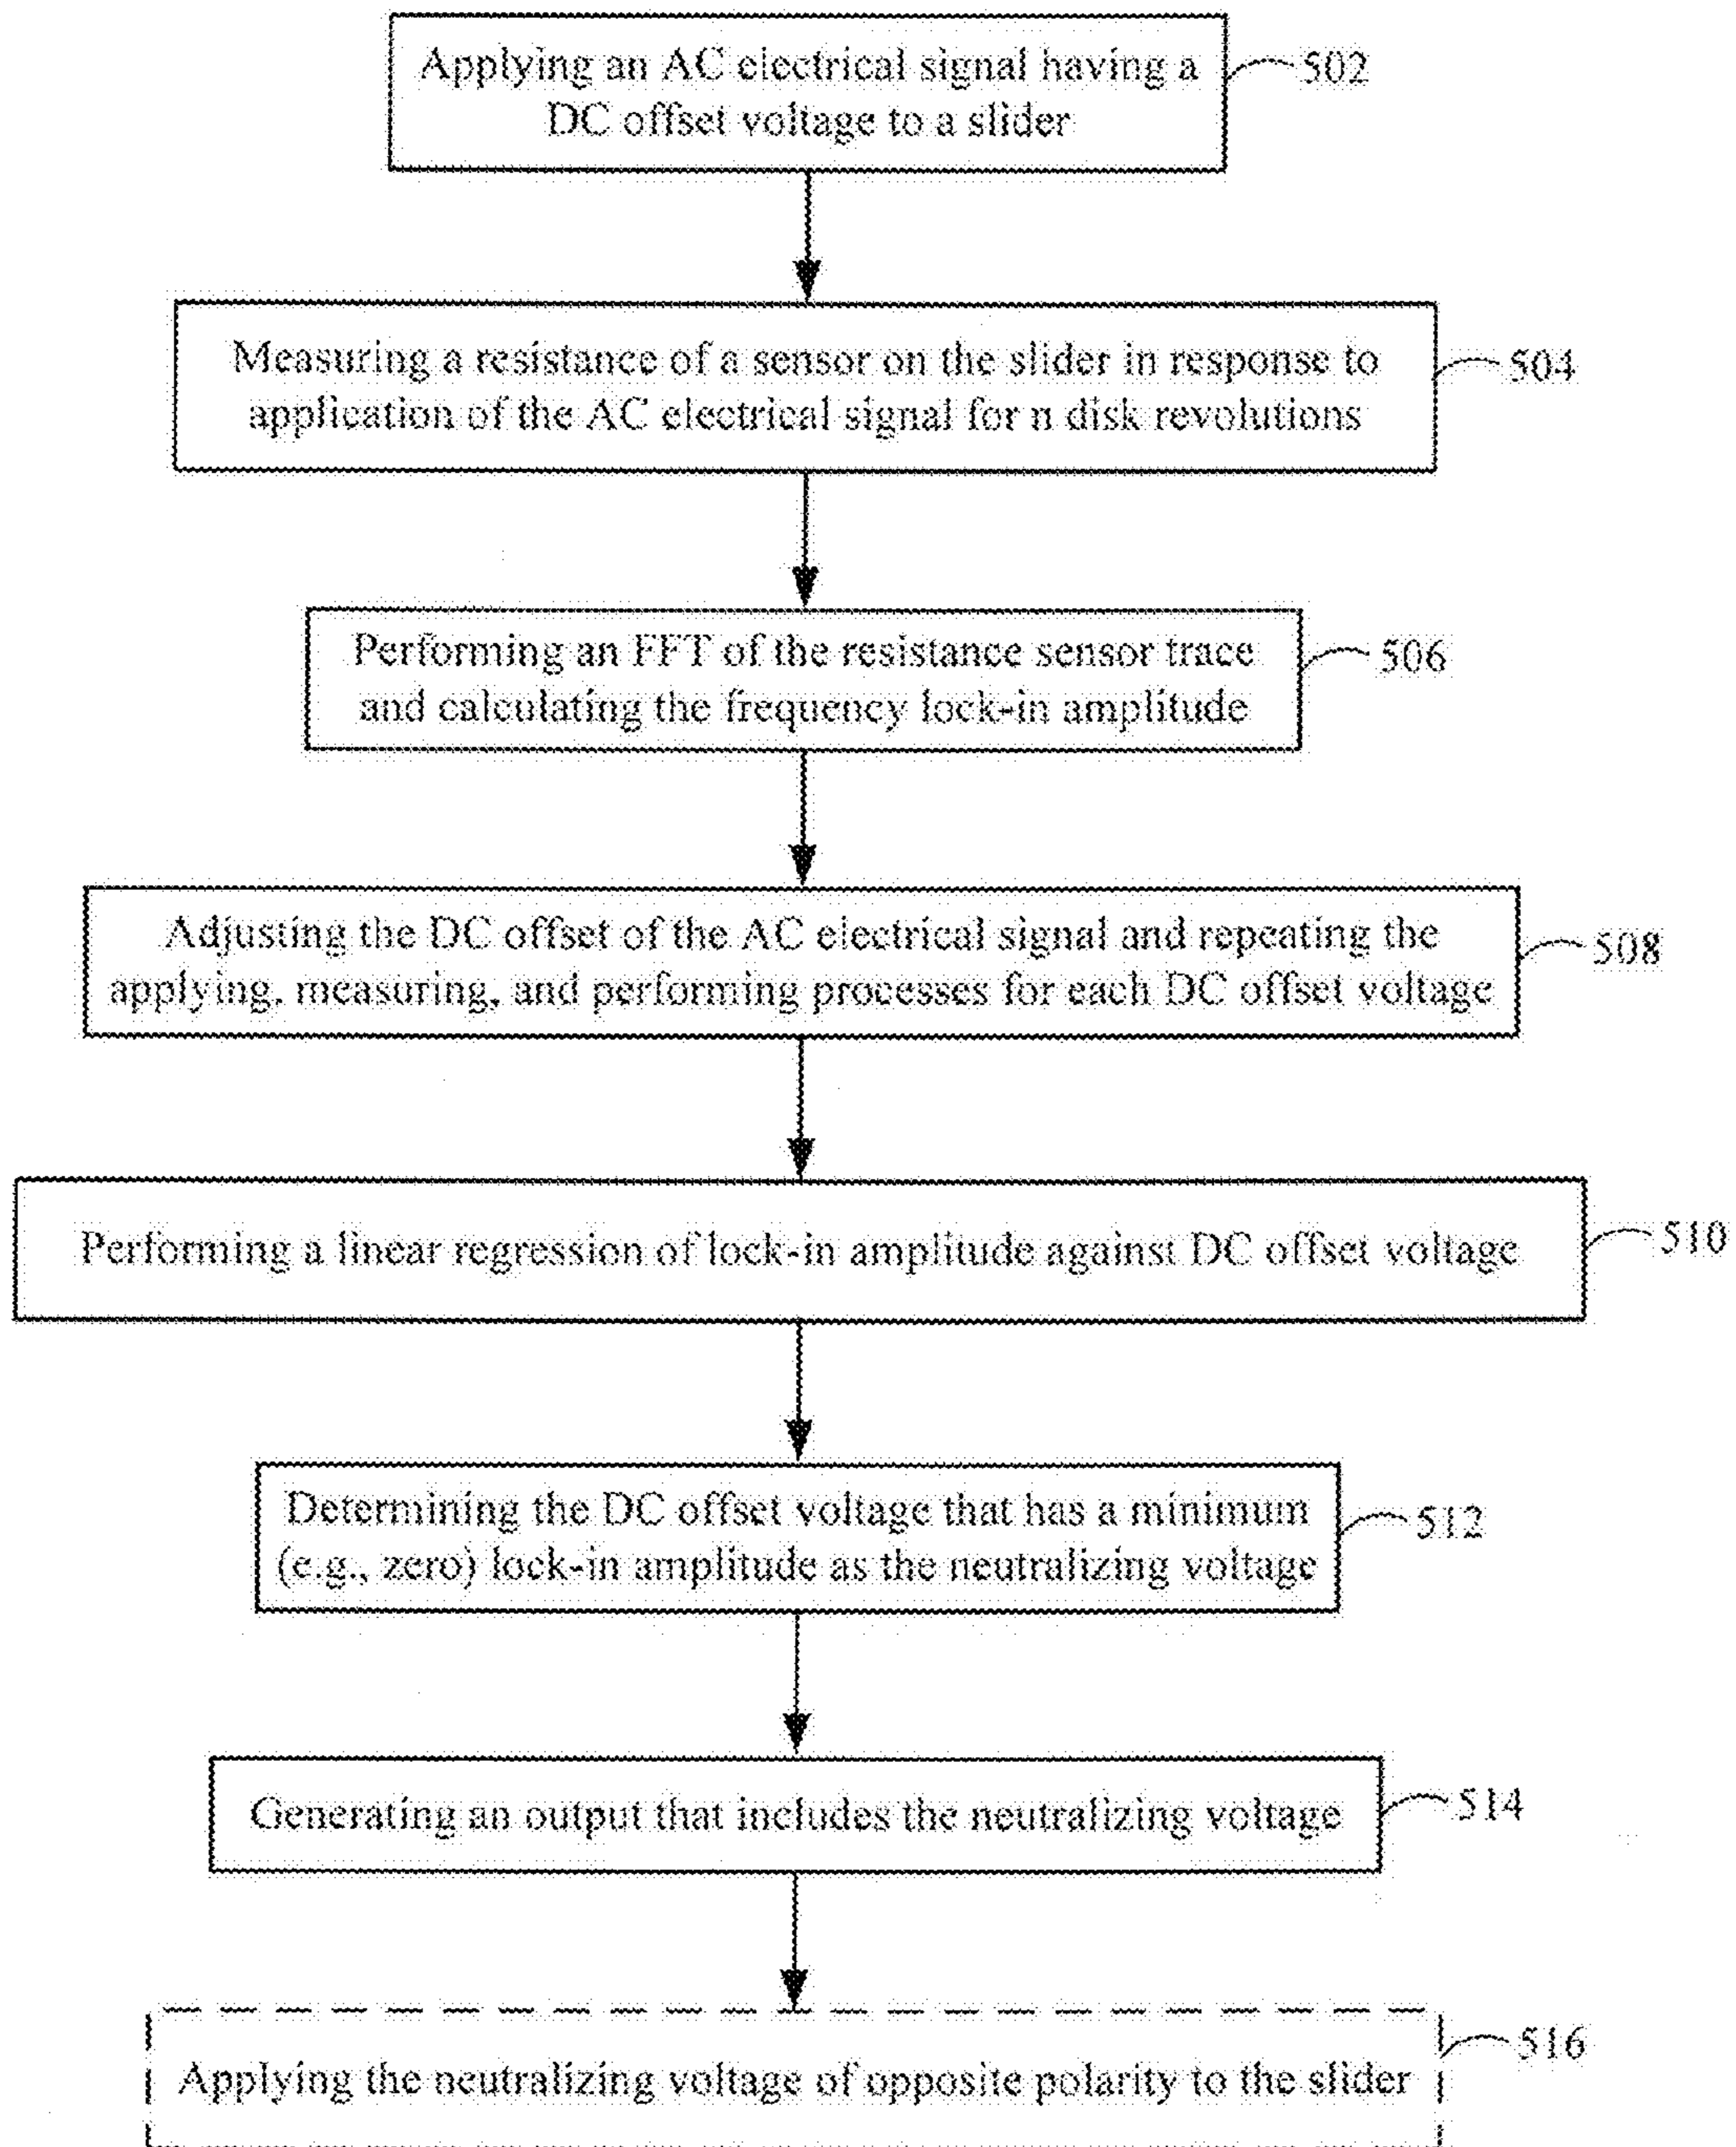 Applying an AC electrical signal having a
DC offset voltage to a slider
502
Measuring a resistance of a sensor on the slider in response to
application of the AC electrical signal for n disk revolutions
504
Performing an FFT of the resistance sensor trace
and calculating the frequency lock-in amplitude
506
Adjusting the DC offset of the AC electrical signal and repeating the
applying, measuring, and performing processes for each DC offset voltage
508
Performing a linear regression of lock-in amplitude against DC offset voltage
510
Determining the DC offset voltage that has a minimum
(e.g., zero) lock-in amplitude as the neutralizing voltage
512
Generating an output that includes the neutralizing voltage
514
Applying the neutralizing voltage of opposite polarity to the slider
516